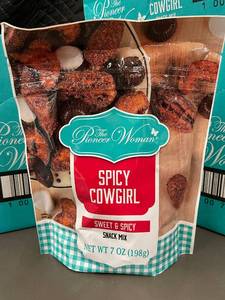 The
Pioneer Woman
SPICY
COWGIRL
SWEET & SPICY
SNACK MIX
NET WT 7 OZ (198g)